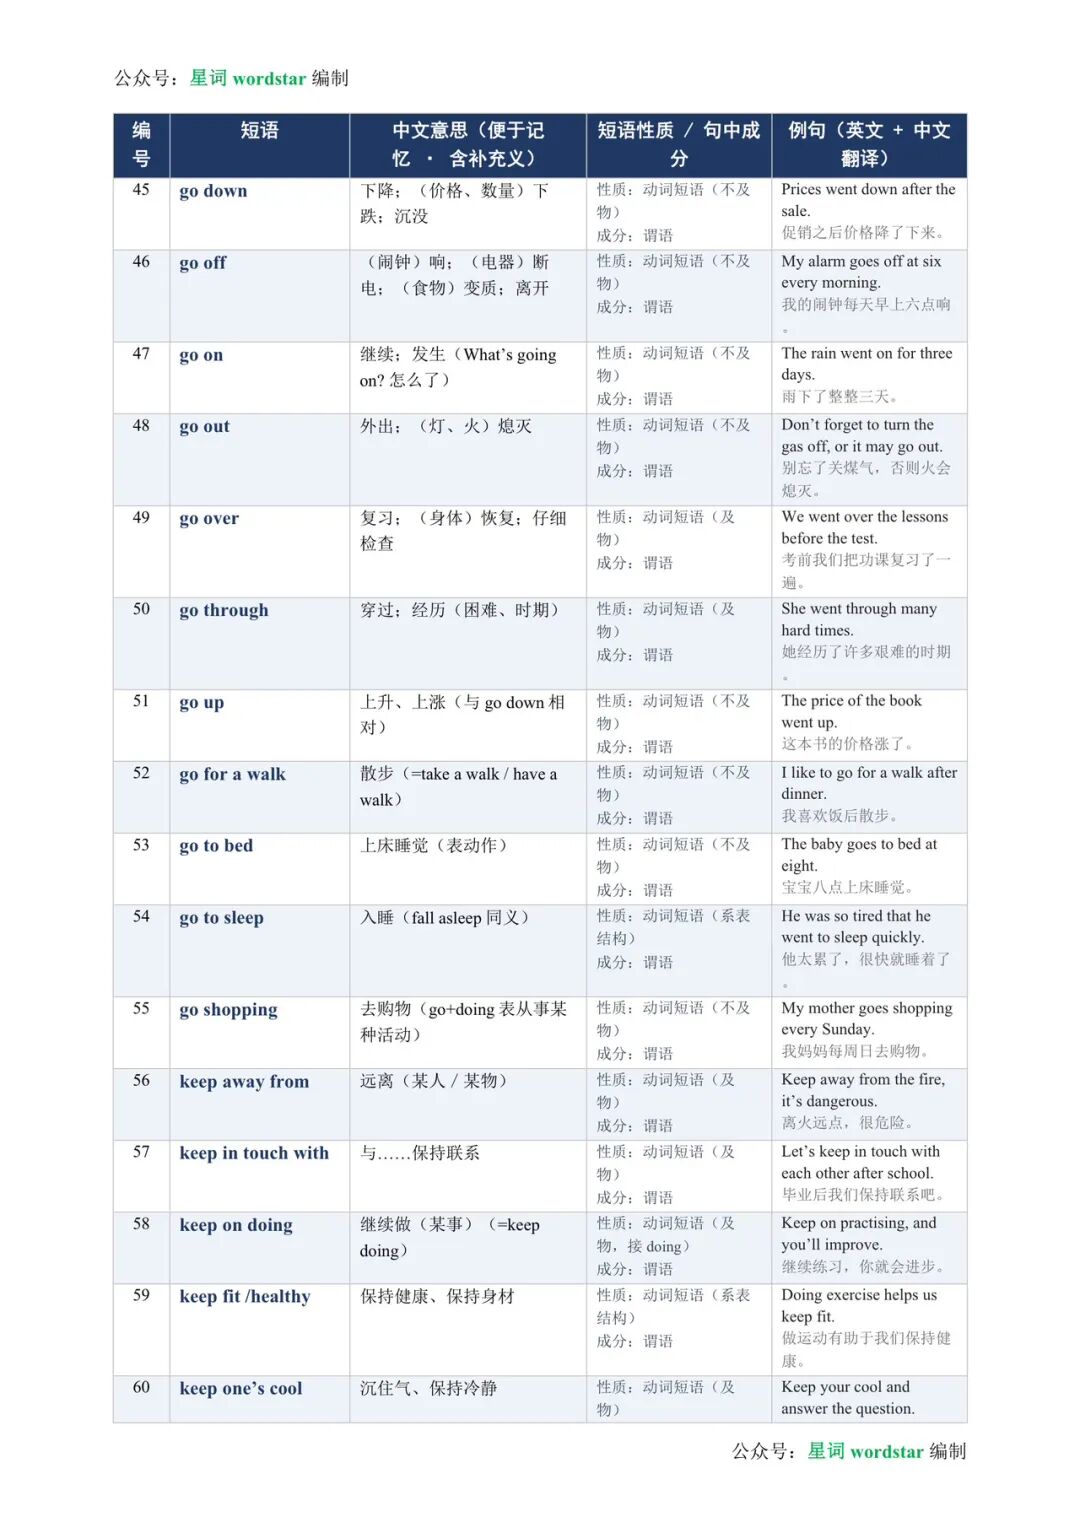 公众号：星词 wordstar 编制
编号 短语 中文意思（便于记忆 · 含补充义） 短语性质 / 句中成分 例句（英文 + 中文翻译）
45 go down 下降；（价格、数量）下跌；沉没 性质：动词短语（不及物） 成分：谓语 Prices went down after the sale. 促销之后价格降了下来。
46 go off （闹钟）响；（电器）断电；（食物）变质；离开 性质：动词短语（不及物） 成分：谓语 My alarm goes off at six every morning. 我的闹钟每天早上六点响。
47 go on 继续；发生（What's going on? 怎么了） 性质：动词短语（不及物） 成分：谓语 The rain went on for three days. 雨下了整整三天。
48 go out 外出；（灯、火）熄灭 性质：动词短语（不及物） 成分：谓语 Don't forget to turn the gas off, or it may go out. 别忘了关煤气，否则火会熄灭。
49 go over 复习；（身体）恢复；仔细检查 性质：动词短语（及物） 成分：谓语 We went over the lessons before the test. 考前我们把功课复习了一遍。
50 go through 穿过；经历（困难、时期） 性质：动词短语（及物） 成分：谓语 She went through many hard times. 她经历了许多艰难的时期。
51 go up 上升、上涨（与 go down 相对） 性质：动词短语（不及物） 成分：谓语 The price of the book went up. 这本书的价格涨了。
52 go for a walk 散步（=take a walk / have a walk） 性质：动词短语（不及物） 成分：谓语 I like to go for a walk after dinner. 我喜欢饭后散步。
53 go to bed 上床睡觉（表动作） 性质：动词短语（不及物） 成分：谓语 The baby goes to bed at eight. 宝宝八点上床睡觉。
54 go to sleep 入睡（fall asleep 同义） 性质：动词短语（系表结构） 成分：谓语 He was so tired that he went to sleep quickly. 他太累了，很快就睡着了。
55 go shopping 去购物（go+doing 表从事某种活动） 性质：动词短语（不及物） 成分：谓语 My mother goes shopping every Sunday. 我妈妈每周日去购物。
56 keep away from 远离（某人 / 某物） 性质：动词短语（及物） 成分：谓语 Keep away from the fire, it's dangerous. 离火远点，很危险。
57 keep in touch with 与……保持联系 性质：动词短语（及物） 成分：谓语 Let's keep in touch with each other after school. 毕业后我们保持联系吧。
58 keep on doing 继续做（某事）（=keep doing） 性质：动词短语（及物，接 doing） 成分：谓语 Keep on practising, and you'll improve. 继续练习，你就会进步。
59 keep fit /healthy 保持健康、保持身材 性质：动词短语（系表结构） 成分：谓语 Doing exercise helps us keep fit. 做运动有助于我们保持健康。
60 keep one's cool 沉住气、保持冷静 性质：动词短语（及物） Keep your cool and answer the question.
公众号：星词 wordstar 编制